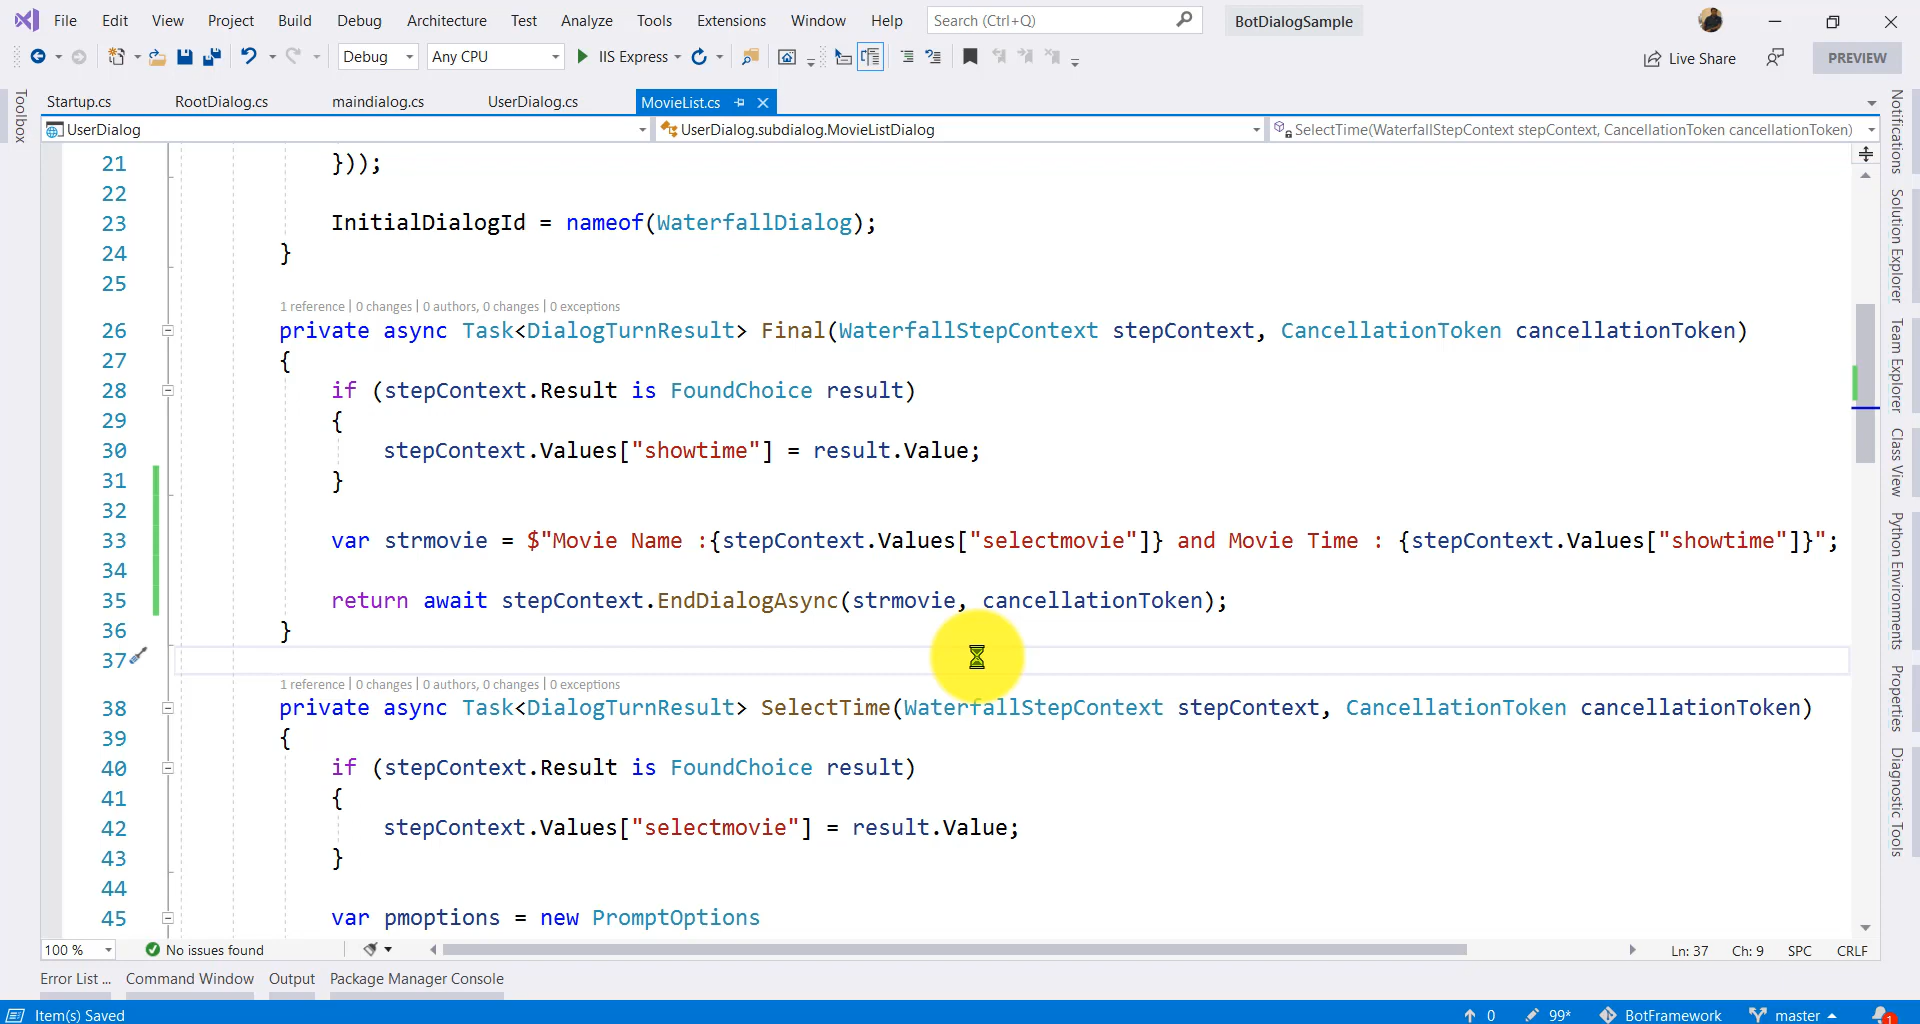 File Edit View Project Build Debug Architecture Test Analyze Tools Extensions Window Help Search (Ctrl+Q) BotDialogSample
Debug Any CPU IIS Express Live Share PREVIEW
Startup.cs RootDialog.cs maindialog.cs UserDialog.cs MovieList.cs
UserDialog UserDialog.subdialog.MovieListDialog SelectTime(WaterfallStepContext stepContext, CancellationToken cancellationToken)
21 }));
22
23 InitialDialogId = nameof(WaterfallDialog);
24 }
25
1 reference | 0 changes | 0 authors, 0 changes | 0 exceptions
26 private async Task<DialogTurnResult> Final(WaterfallStepContext stepContext, CancellationToken cancellationToken)
27 {
28 if (stepContext.Result is FoundChoice result)
29 {
30 stepContext.Values["showtime"] = result.Value;
31 }
32
33 var strmovie = $"Movie Name :{stepContext.Values["selectmovie"]} and Movie Time : {stepContext.Values["showtime"]}";
34
35 return await stepContext.EndDialogAsync(strmovie, cancellationToken);
36 }
37
1 reference | 0 changes | 0 authors, 0 changes | 0 exceptions
38 private async Task<DialogTurnResult> SelectTime(WaterfallStepContext stepContext, CancellationToken cancellationToken)
39 {
40 if (stepContext.Result is FoundChoice result)
41 {
42 stepContext.Values["selectmovie"] = result.Value;
43 }
44
45 var pmoptions = new PromptOptions
100 % No issues found Ln: 37 Ch: 9 SPC CRLF
Error List ... Command Window Output Package Manager Console
Item(s) Saved 0 99* BotFramework master 1
Toolbox
Notifications
Solution Explorer
Team Explorer
Class View
Python Environments
Properties
Diagnostic Tools